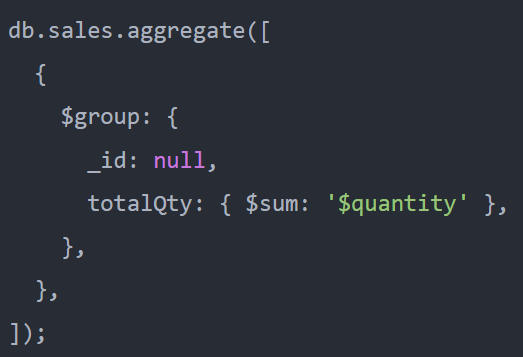 db.sales.aggregate([
  {
    $group: {
      _id: null,
      totalQty: { $sum: '$quantity' },
    },
  },
]);